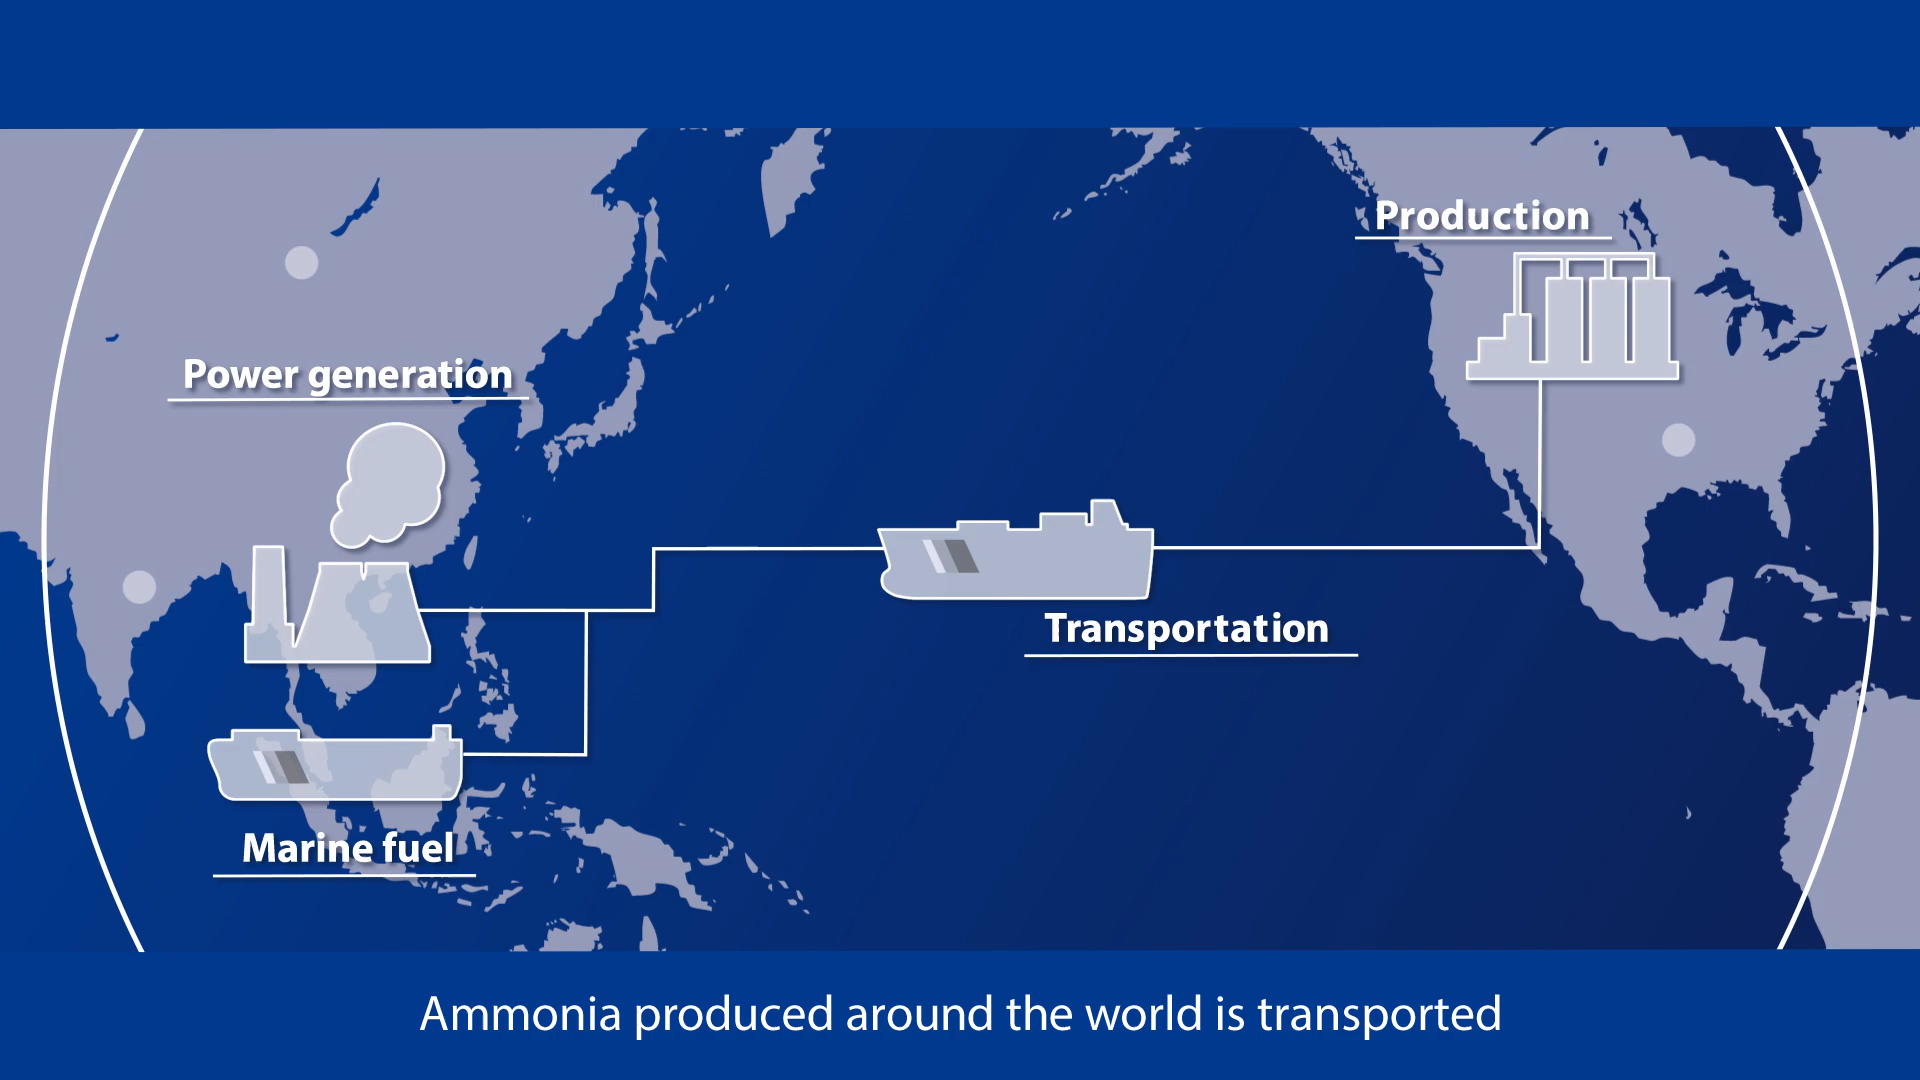 Production
Power generation
Transportation
Marine fuel
Ammonia produced around the world is transported